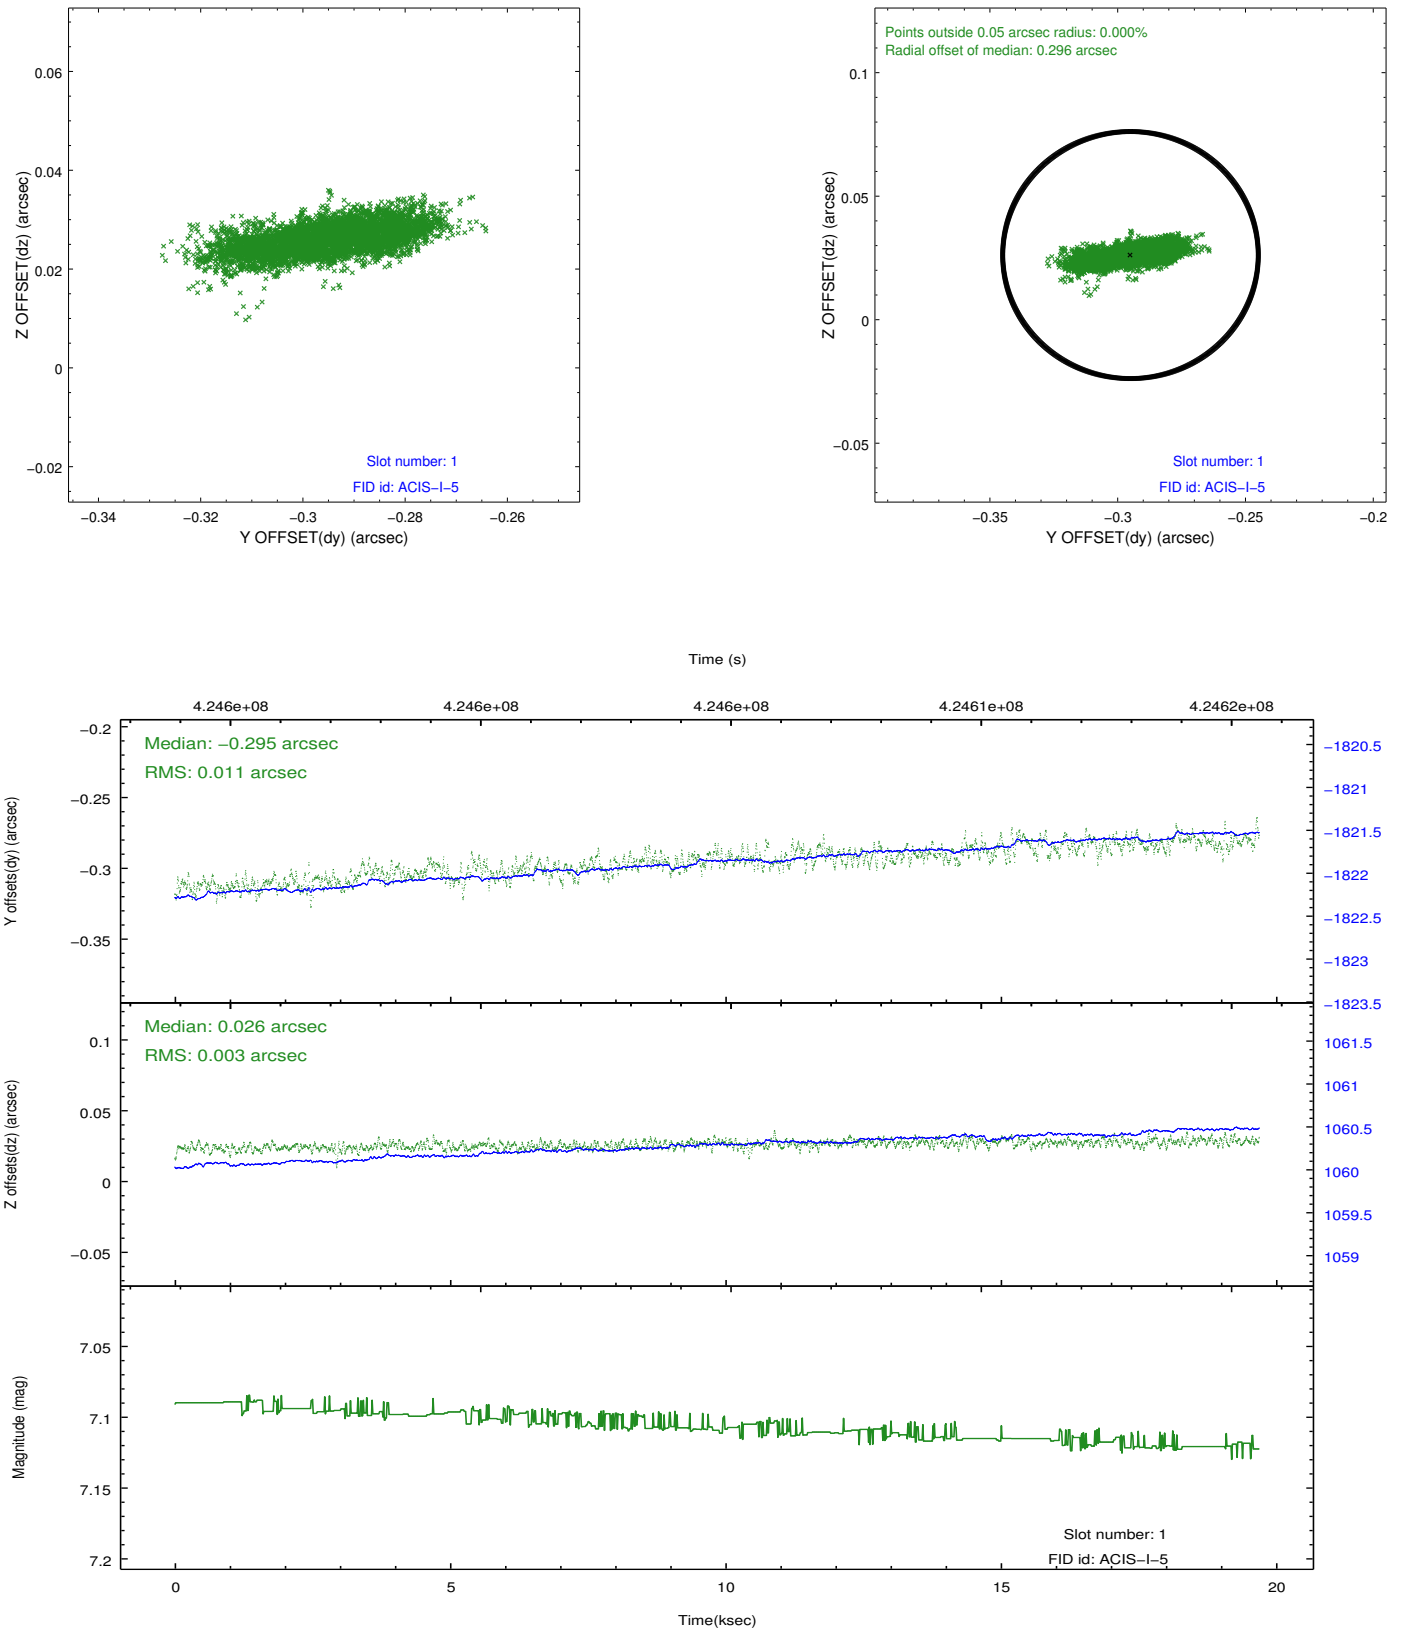 0.06
0.04
0.02
0
−0.02
Z OFFSET(dz) (arcsec)
Slot number: 1
FID id: ACIS−I−5
−0.34
−0.32
−0.3
−0.28
−0.26
Y OFFSET(dy) (arcsec)
Points outside 0.05 arcsec radius: 0.000%
Radial offset of median: 0.296 arcsec
0.1
0.05
0
−0.05
Z OFFSET(dz) (arcsec)
Slot number: 1
FID id: ACIS−I−5
−0.35
−0.3
−0.25
−0.2
Y OFFSET(dy) (arcsec)
Time (s)
4.246e+08
4.246e+08
4.246e+08
4.2461e+08
4.2462e+08
Median: −0.295 arcsec
RMS: 0.011 arcsec
−0.2
−0.25
−0.3
−0.35
Y offsets(dy) (arcsec)
−1820.5
−1821
−1821.5
−1822
−1822.5
−1823
−1823.5
Median: 0.026 arcsec
RMS: 0.003 arcsec
0.1
0.05
0
−0.05
Z offsets(dz) (arcsec)
1061.5
1061
1060.5
1060
1059.5
1059
7.05
7.1
7.15
7.2
Magnitude (mag)
Slot number: 1
FID id: ACIS−I−5
0
5
10
15
20
Time(ksec)